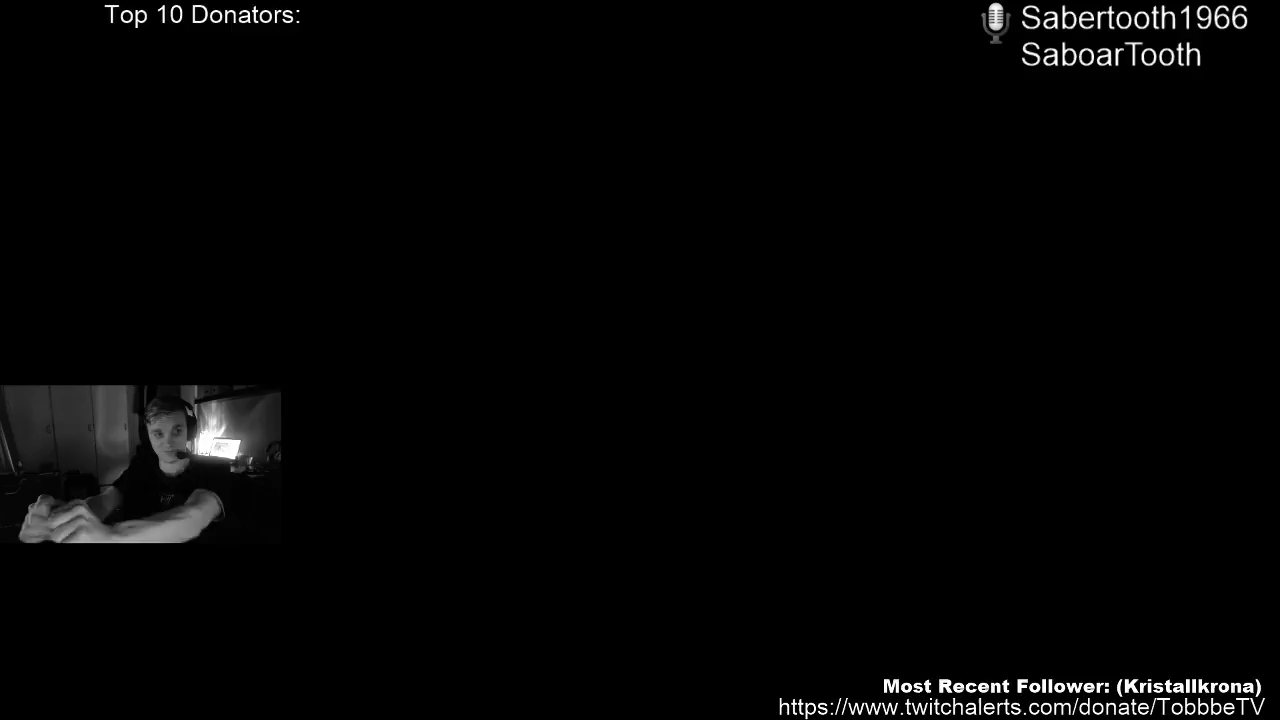 Top 10 Donators:
Sabertooth1966
SaboarTooth
Most Recent Follower: (Kristallkrona)
https://www.twitchalerts.com/donate/TobbbeTV